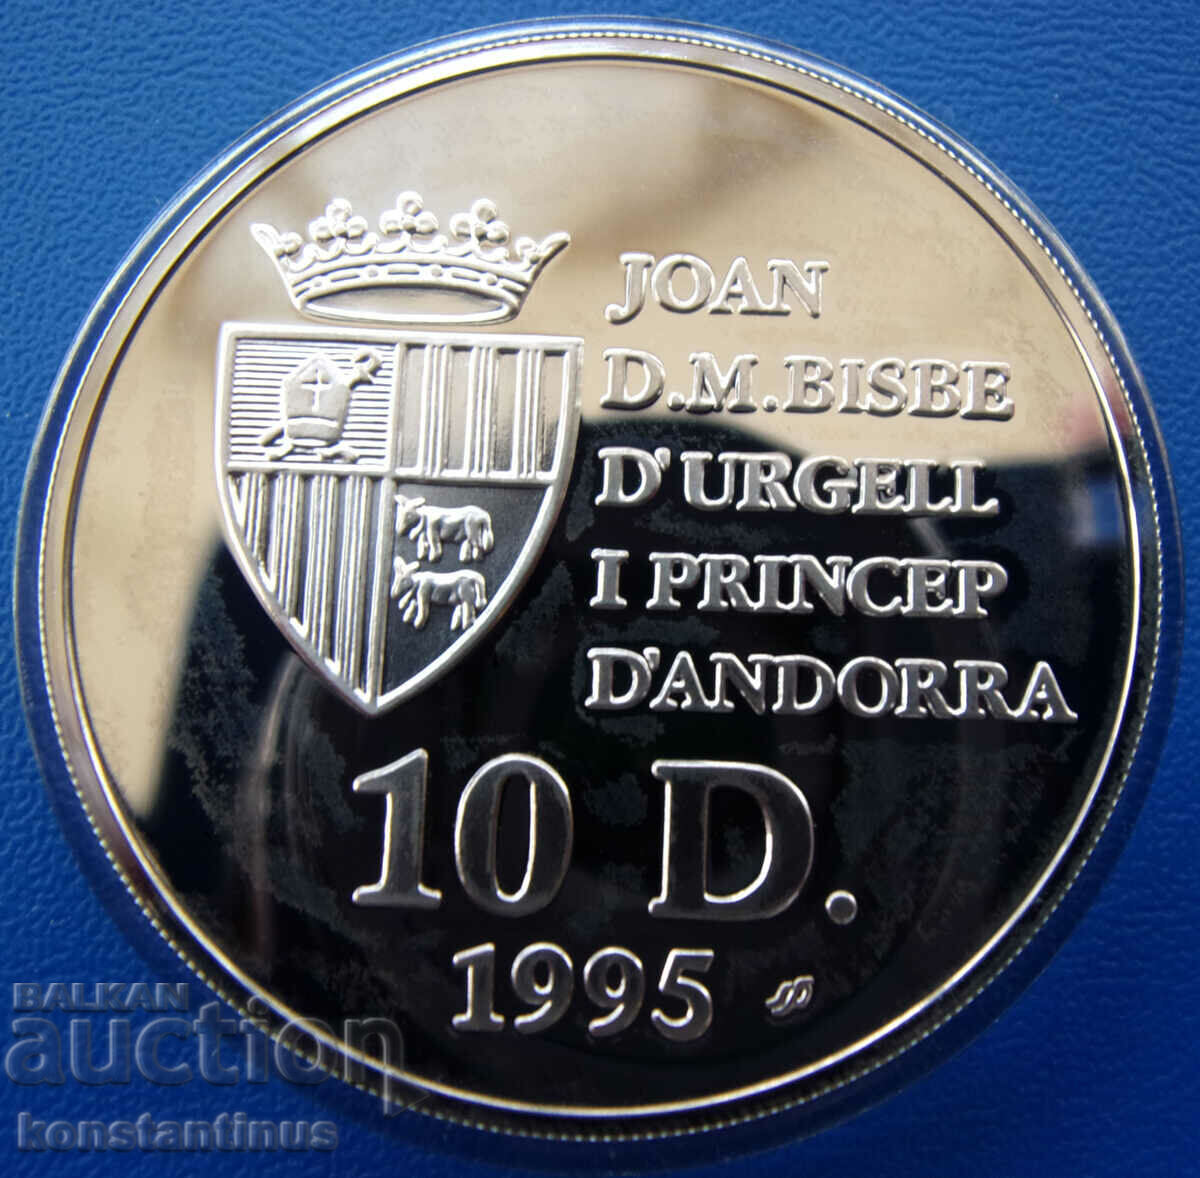 JOAN
D.M.BISBE
D'URGELL
I PRINCEP
D'ANDORRA
10 D.
1995
BALKAN
auction
konstantinus